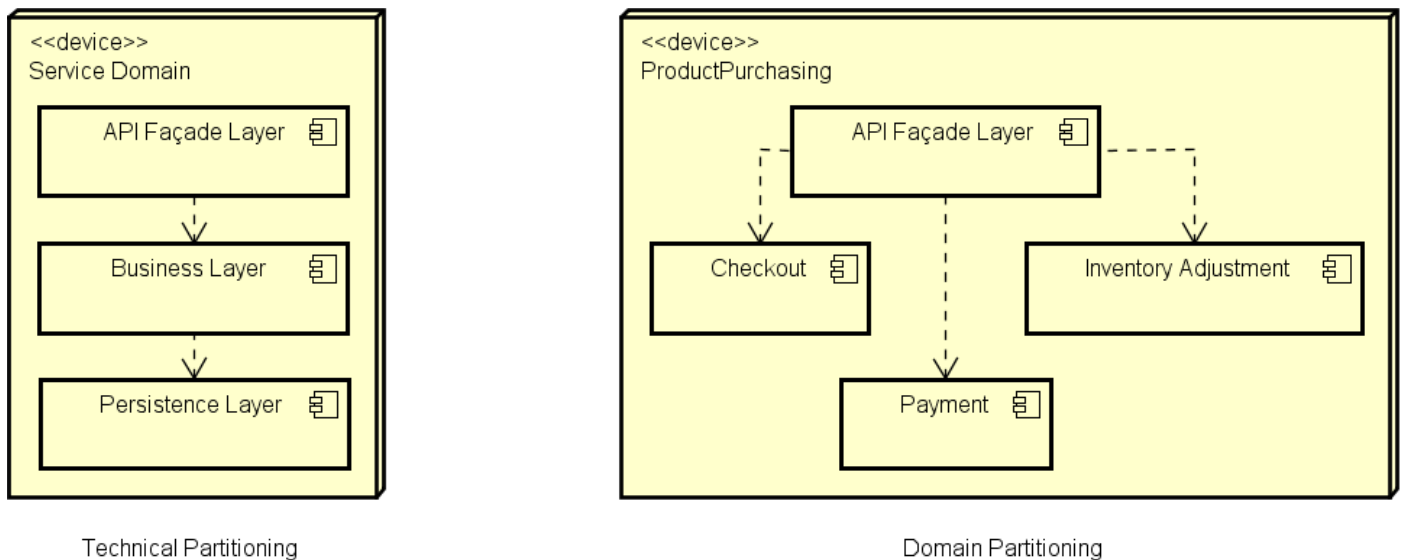 <<device>>
Service Domain
API Façade Layer
Business Layer
Persistence Layer
Technical Partitioning
<<device>>
ProductPurchasing
API Façade Layer
Checkout
Inventory Adjustment
Payment
Domain Partitioning